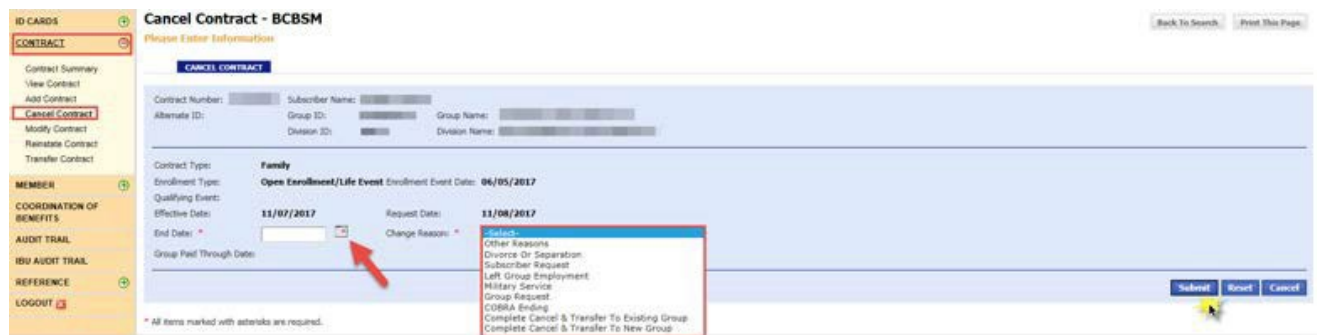 ID CARDS
CONTRACT
Contract Summary
View Contract
Add Contract
Cancel Contract
Modify Contract
Reinstate Contract
Transfer Contract
MEMBER
COORDINATION OF
BENEFITS
AUDIT TRAIL
IBU AUDIT TRAIL
REFERENCE
LOGOUT
Cancel Contract - BCBSM
Back To Search Print This Page
Please Enter Information
CANCEL CONTRACT
Contract Number: Subscriber Name:
Alternate ID: Group ID: Group Name:
Division ID: Division Name:
Contract Type: Family
Enrollment Type: Open Enrollment/Life Event Enrollment Event Date: 06/05/2017
Qualifying Event:
Effective Date: 11/07/2017 Request Date: 11/08/2017
End Date: * Change Reason: * -Select-
Other Reasons
Divorce Or Separation
Subscriber Request
Left Group Employment
Military Service
Group Request
COBRA Ending
Complete Cancel & Transfer To Existing Group
Complete Cancel & Transfer To New Group
Group Paid Through Date:
Submit Reset Cancel
* All items marked with asterisks are required.